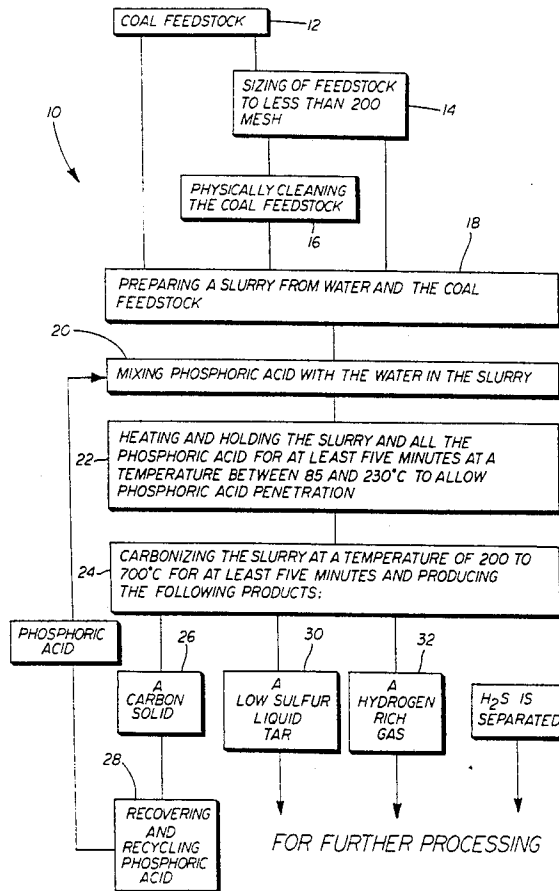 COAL FEEDSTOCK
12
SIZING OF FEEDSTOCK
TO LESS THAN 200
MESH
14
10
PHYSICALLY CLEANING
THE COAL FEEDSTOCK
16
18
PREPARING A SLURRY FROM WATER AND THE COAL
FEEDSTOCK
20
MIXING PHOSPHORIC ACID WITH THE WATER IN THE SLURRY
22
HEATING AND HOLDING THE SLURRY AND ALL THE
PHOSPHORIC ACID FOR AT LEAST FIVE MINUTES AT A
TEMPERATURE BETWEEN 85 AND 230°C TO ALLOW
PHOSPHORIC ACID PENETRATION
24
CARBONIZING THE SLURRY AT A TEMPERATURE OF 200 TO
700°C FOR AT LEAST FIVE MINUTES AND PRODUCING
THE FOLLOWING PRODUCTS:
PHOSPHORIC
ACID
26
A
CARBON
SOLID
30
A
LOW SULFUR
LIQUID
TAR
32
A
HYDROGEN
RICH
GAS
H2S IS
SEPARATED
28
RECOVERING
AND
RECYCLING
PHOSPHORIC
ACID
FOR FURTHER PROCESSING